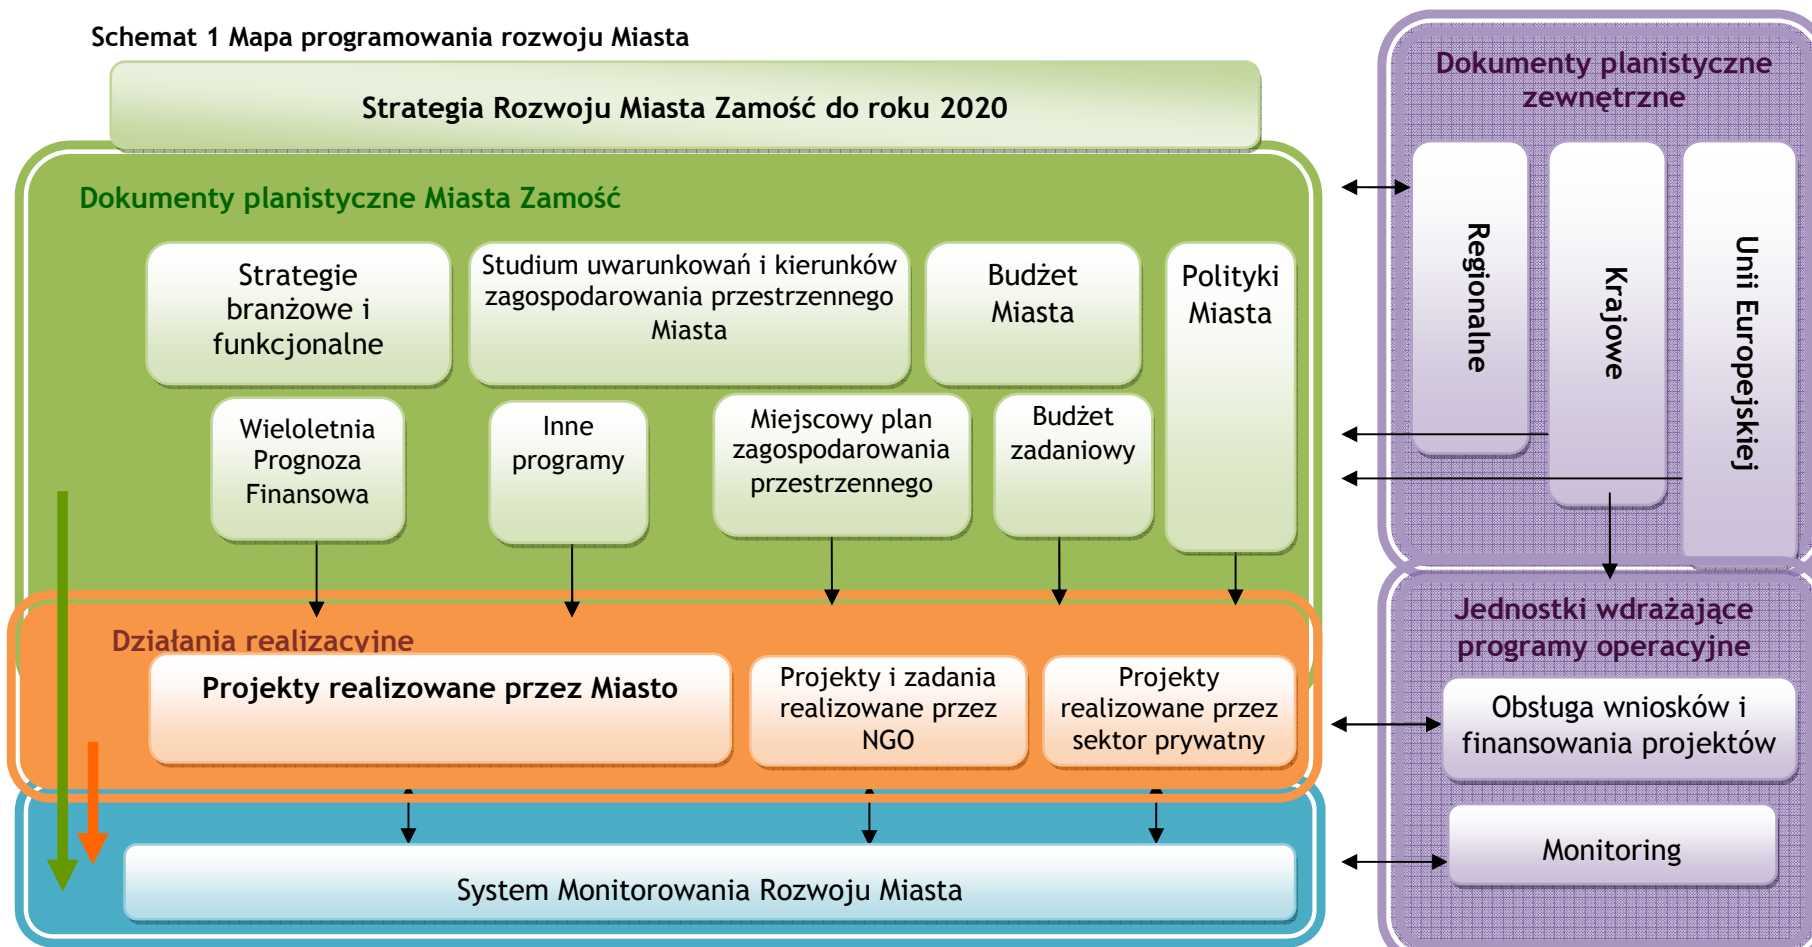 Schemat 1 Mapa programowania rozwoju Miasta
Strategia Rozwoju Miasta Zamość do roku 2020
Dokumenty planistyczne Miasta Zamość
Strategie
branżowe i
funkcjonalne
Studium uwarunkowań i kierunków
zagospodarowania przestrzennego
Miasta
Budżet
Miasta
Polityki
Miasta
Wieloletnia
Prognoza
Finansowa
Inne
programy
Miejscowy plan
zagospodarowania
przestrzennego
Budżet
zadaniowy
Działania realizacyjne
Projekty realizowane przez Miasto
Projekty i zadania
realizowane przez
NGO
Projekty
realizowane przez
sektor prywatny
System Monitorowania Rozwoju Miasta
Dokumenty planistyczne
zewnętrzne
Regionalne
Krajowe
Unii Europejskiej
Jednostki wdrażające
programy operacyjne
Obsługa wniosków i
finansowania projektów
Monitoring